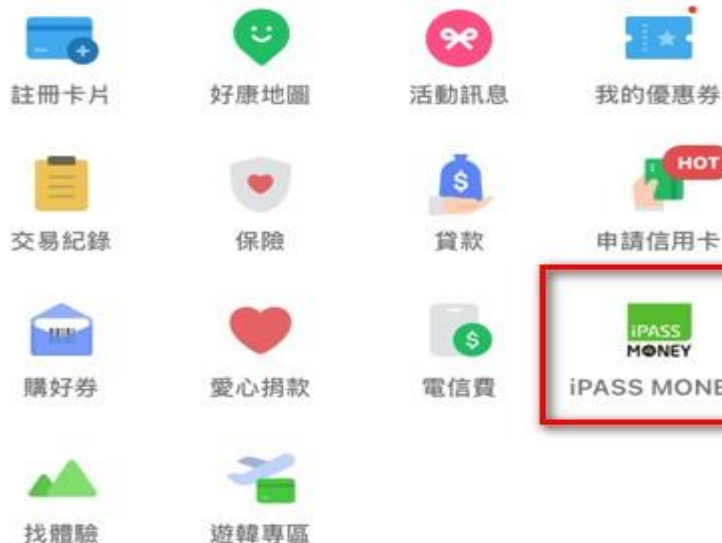 註冊卡片 好康地圖 活動訊息 我的優惠券
HOT
交易紀錄 保險 貸款 申請信用卡
iPASS
MONEY
購好券 愛心捐款 電信費 iPASS MONE
找體驗 遊韓專區